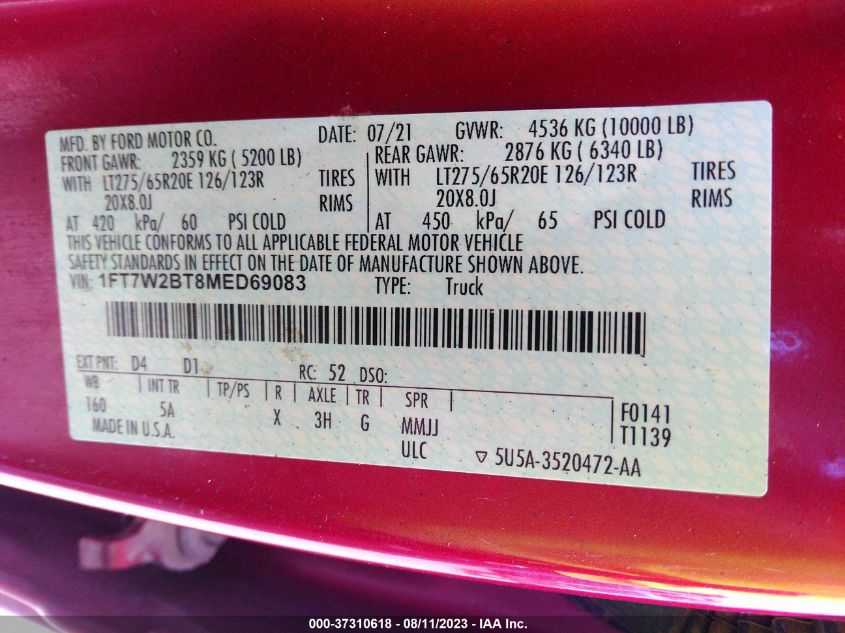 MFD. BY FORD MOTOR CO. DATE: 07/21 GVWR: 4536 KG (10000 LB)
FRONT GAWR: 2359 KG ( 5200 LB) REAR GAWR: 2876 KG ( 6340 LB)
WITH LT275/65R20E 126/123R TIRES WITH LT275/65R20E 126/123R TIRES
20X8.0J RIMS 20X8.0J RIMS
AT 420 kPa/ 60 PSI COLD AT 450 kPa/ 65 PSI COLD
THIS VEHICLE CONFORMS TO ALL APPLICABLE FEDERAL MOTOR VEHICLE
SAFETY STANDARDS IN EFFECT ON THE DATE OF MANUFACTURE SHOWN ABOVE.
VIN: 1FT7W2BT8MED69083 TYPE: Truck
EXT PNT: D4 D1 RC: 52 DSO:
WB INT TR TP/PS R AXLE TR SPR
160 5A X 3H G MMJJ F0141
MADE IN U.S.A. ULC T1139
▽ 5U5A-3520472-AA
000-37310618 - 08/11/2023 - IAA Inc.